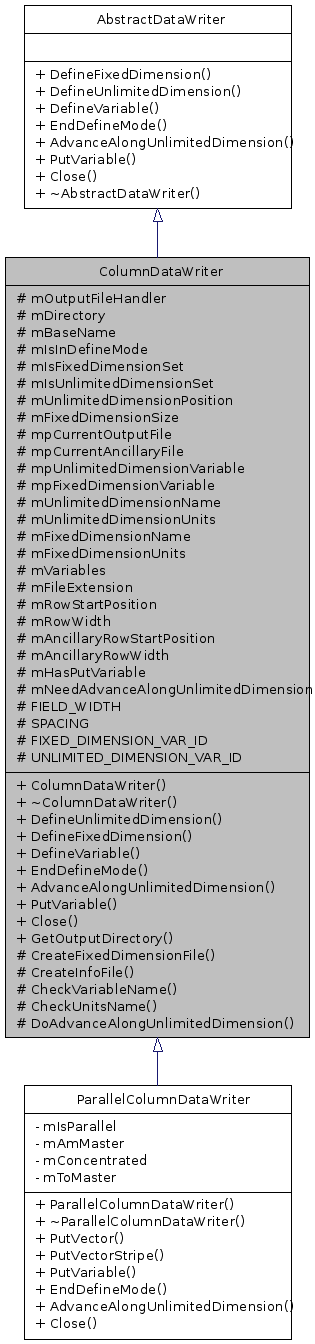 AbstractDataWriter
+ DefineFixedDimension()
+ DefineUnlimitedDimension()
+ DefineVariable()
+ EndDefineMode()
+ AdvanceAlongUnlimitedDimension()
+ PutVariable()
+ Close()
+ ~AbstractDataWriter()
ColumnDataWriter
# mOutputFileHandler
# mDirectory
# mBaseName
# mIsInDefineMode
# mIsFixedDimensionSet
# mIsUnlimitedDimensionSet
# mUnlimitedDimensionPosition
# mFixedDimensionSize
# mpCurrentOutputFile
# mpCurrentAncillaryFile
# mpUnlimitedDimensionVariable
# mpFixedDimensionVariable
# mUnlimitedDimensionName
# mUnlimitedDimensionUnits
# mFixedDimensionName
# mFixedDimensionUnits
# mVariables
# mFileExtension
# mRowStartPosition
# mRowWidth
# mAncillaryRowStartPosition
# mAncillaryRowWidth
# mHasPutVariable
# mNeedAdvanceAlongUnlimitedDimension
# FIELD_WIDTH
# SPACING
# FIXED_DIMENSION_VAR_ID
# UNLIMITED_DIMENSION_VAR_ID
+ ColumnDataWriter()
+ ~ColumnDataWriter()
+ DefineUnlimitedDimension()
+ DefineFixedDimension()
+ DefineVariable()
+ EndDefineMode()
+ AdvanceAlongUnlimitedDimension()
+ PutVariable()
+ Close()
+ GetOutputDirectory()
# CreateFixedDimensionFile()
# CreateInfoFile()
# CheckVariableName()
# CheckUnitsName()
# DoAdvanceAlongUnlimitedDimension()
ParallelColumnDataWriter
- mIsParallel
- mAmMaster
- mConcentrated
- mToMaster
+ ParallelColumnDataWriter()
+ ~ParallelColumnDataWriter()
+ PutVector()
+ PutVectorStripe()
+ PutVariable()
+ EndDefineMode()
+ AdvanceAlongUnlimitedDimension()
+ Close()